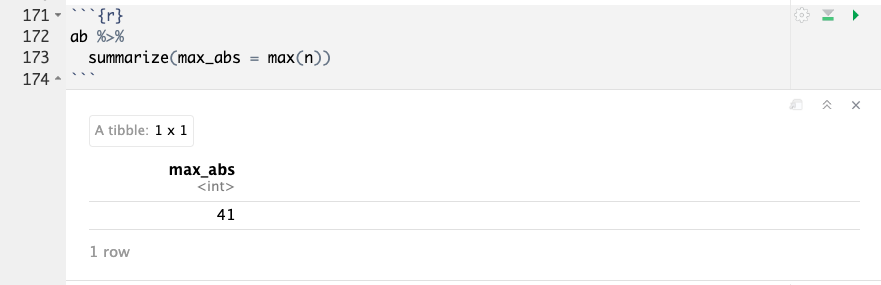 171 ```{r}
172 ab %>%
173   summarize(max_abs = max(n))
174 ```
A tibble: 1 x 1
max_abs
<int>
41
1 row